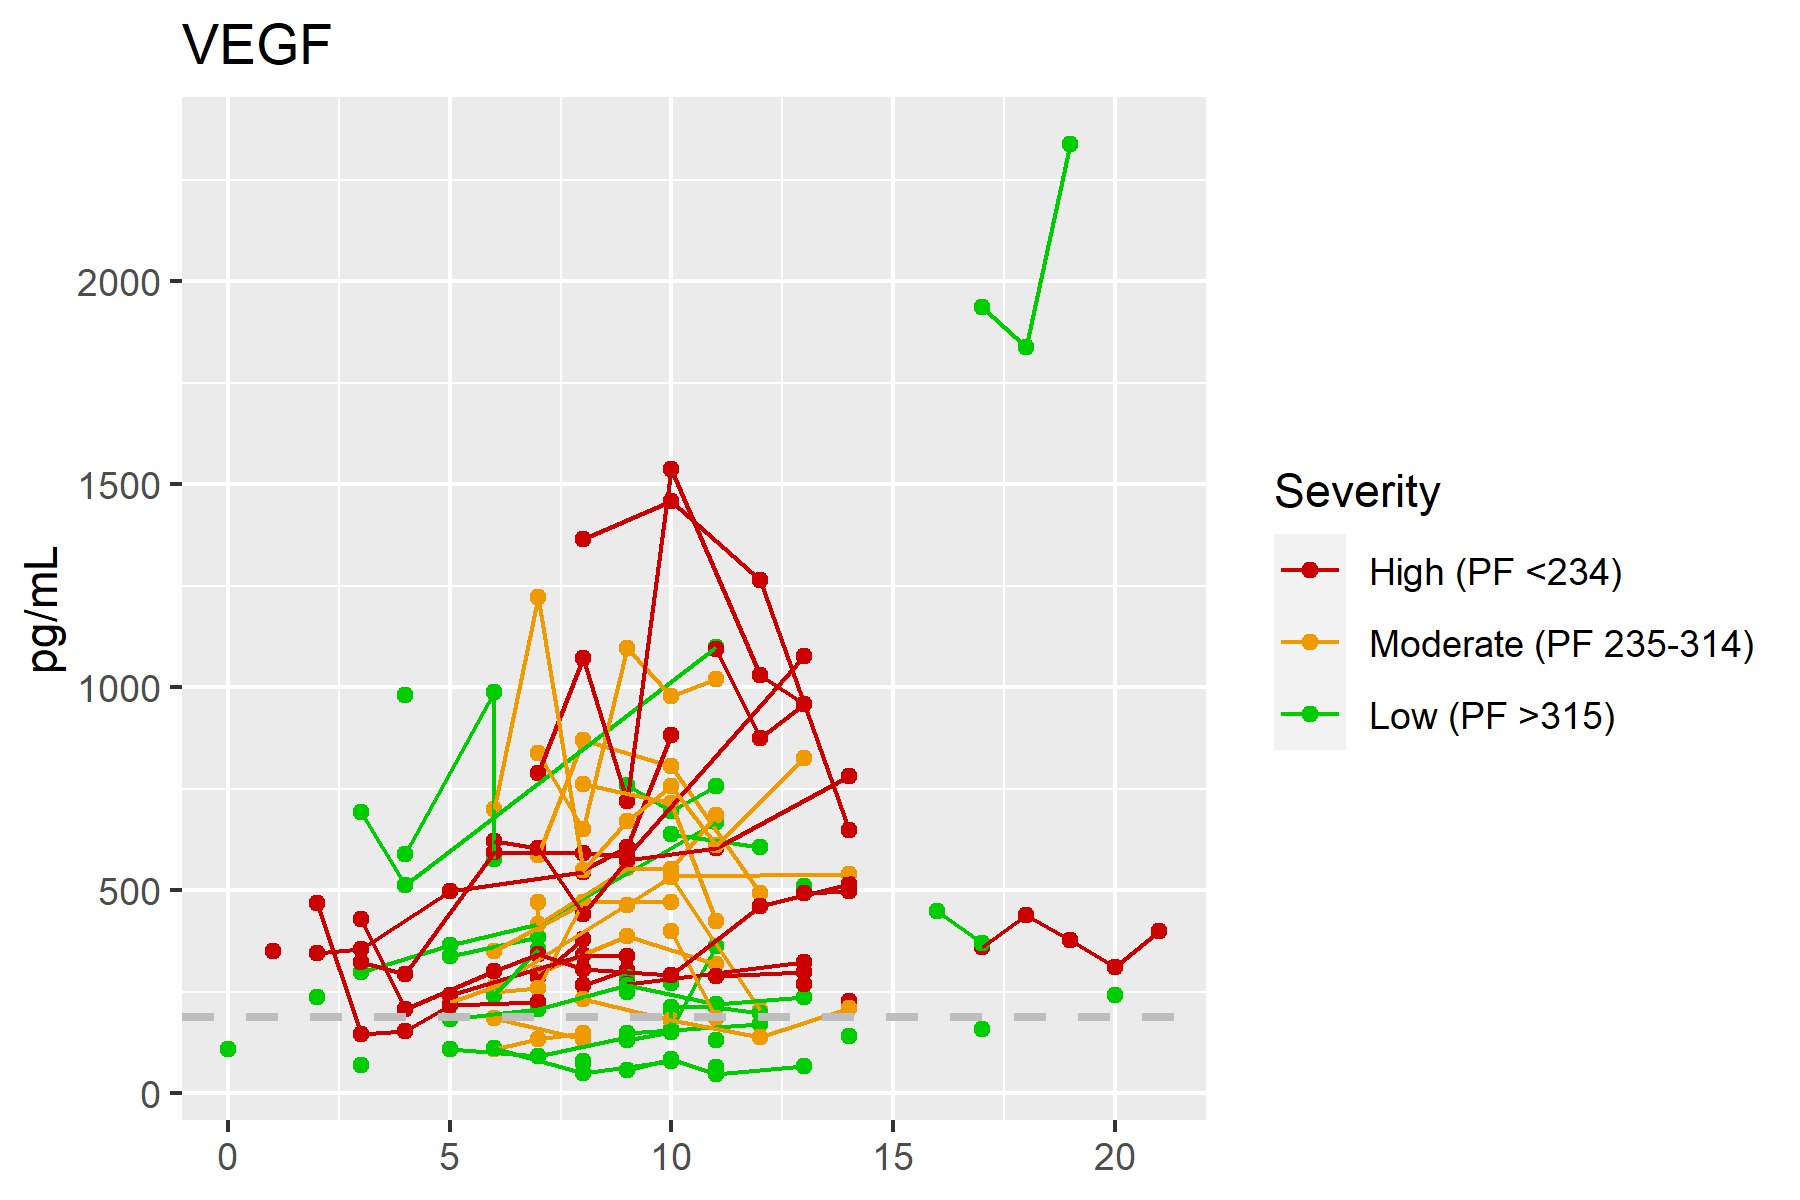 VEGF
pg/mL
2000
1500
1000
500
0
0 5 10 15 20
Severity
High (PF <234)
Moderate (PF 235-314)
Low (PF >315)